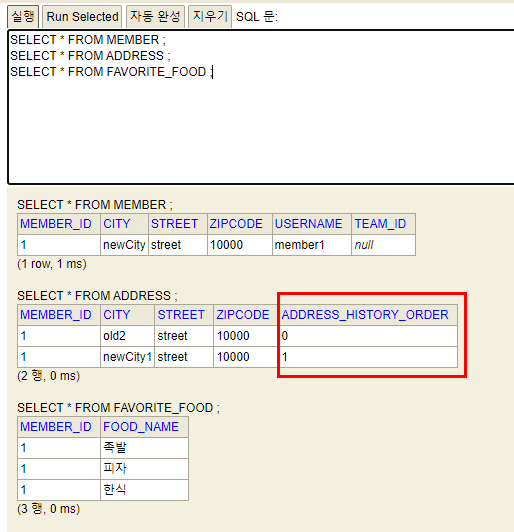 실행 Run Selected 자동 완성 지우기 SQL 문:
SELECT * FROM MEMBER ;
SELECT * FROM ADDRESS ;
SELECT * FROM FAVORITE_FOOD ;
SELECT * FROM MEMBER ;
MEMBER_ID CITY STREET ZIPCODE USERNAME TEAM_ID
1 newCity street 10000 member1 null
(1 row, 1 ms)
SELECT * FROM ADDRESS ;
MEMBER_ID CITY STREET ZIPCODE ADDRESS_HISTORY_ORDER
1 old2 street 10000 0
1 newCity1 street 10000 1
(2 행, 0 ms)
SELECT * FROM FAVORITE_FOOD ;
MEMBER_ID FOOD_NAME
1 족발
1 피자
1 한식
(3 행, 0 ms)